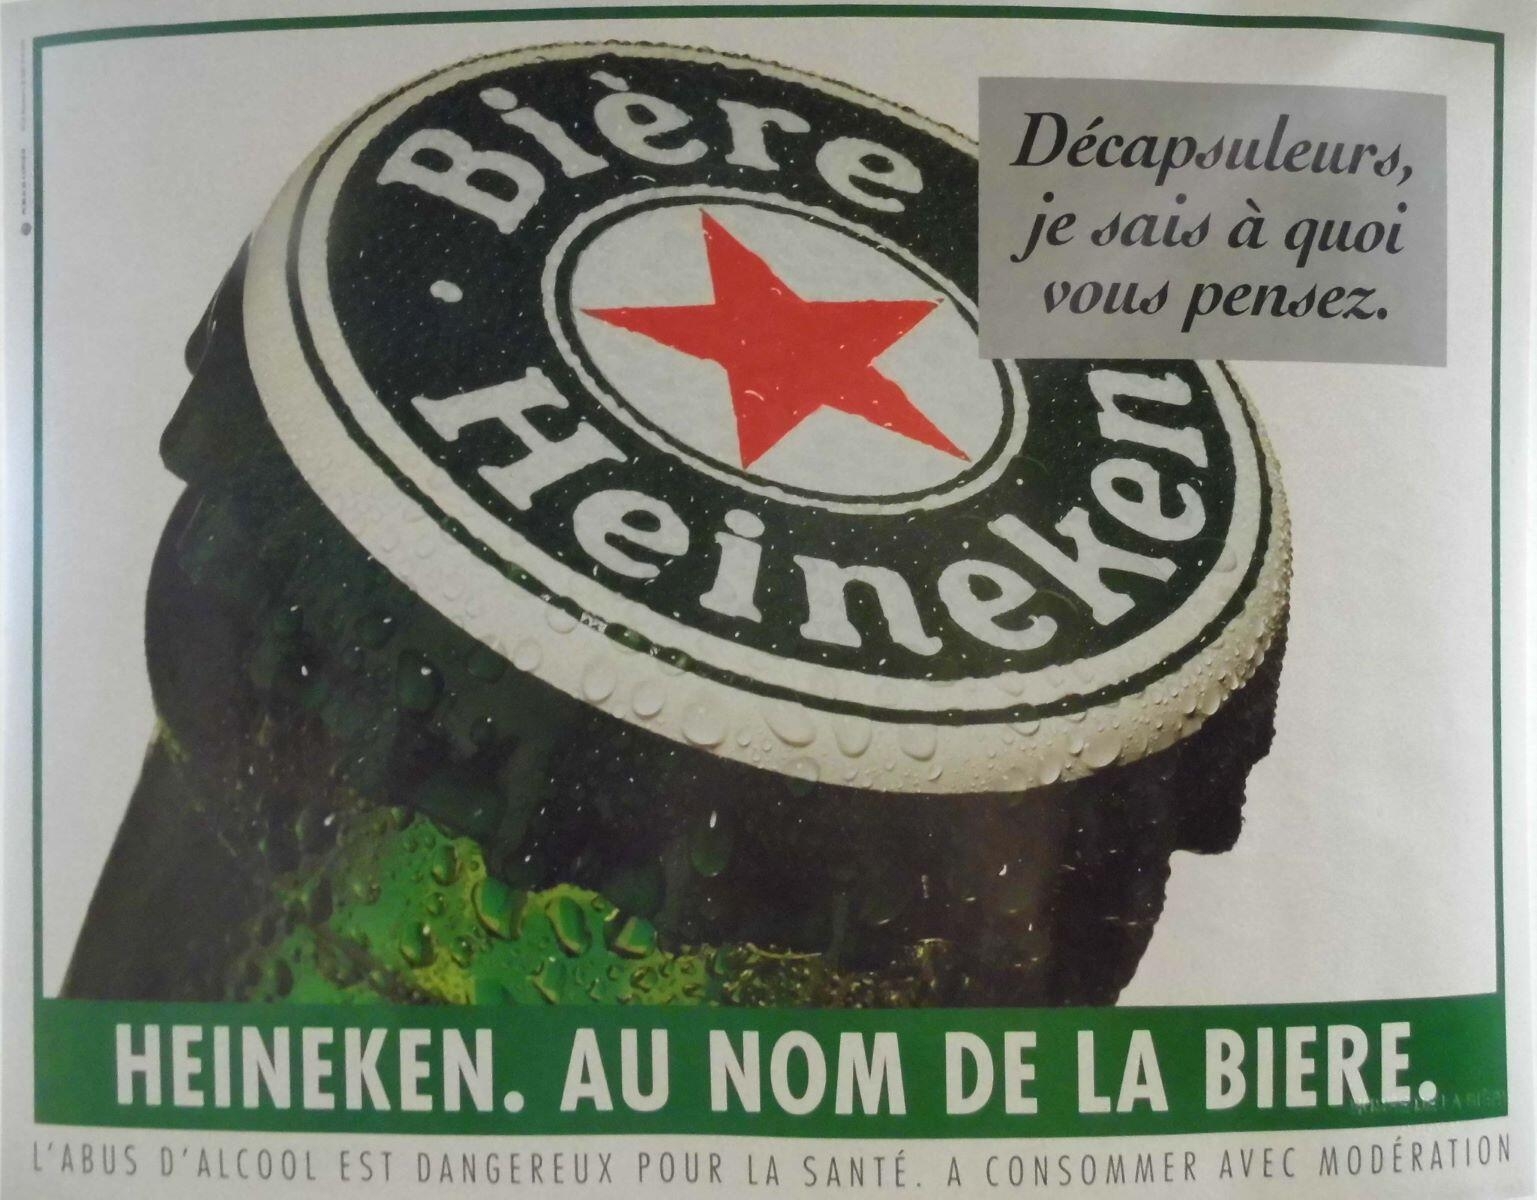 Bière
Heineken
Décapsuleurs,
je sais à quoi
vous pensez.
HEINEKEN. AU NOM DE LA BIERE.
L'ABUS D'ALCOOL EST DANGEREUX POUR LA SANTÉ. A CONSOMMER AVEC MODÉRATION